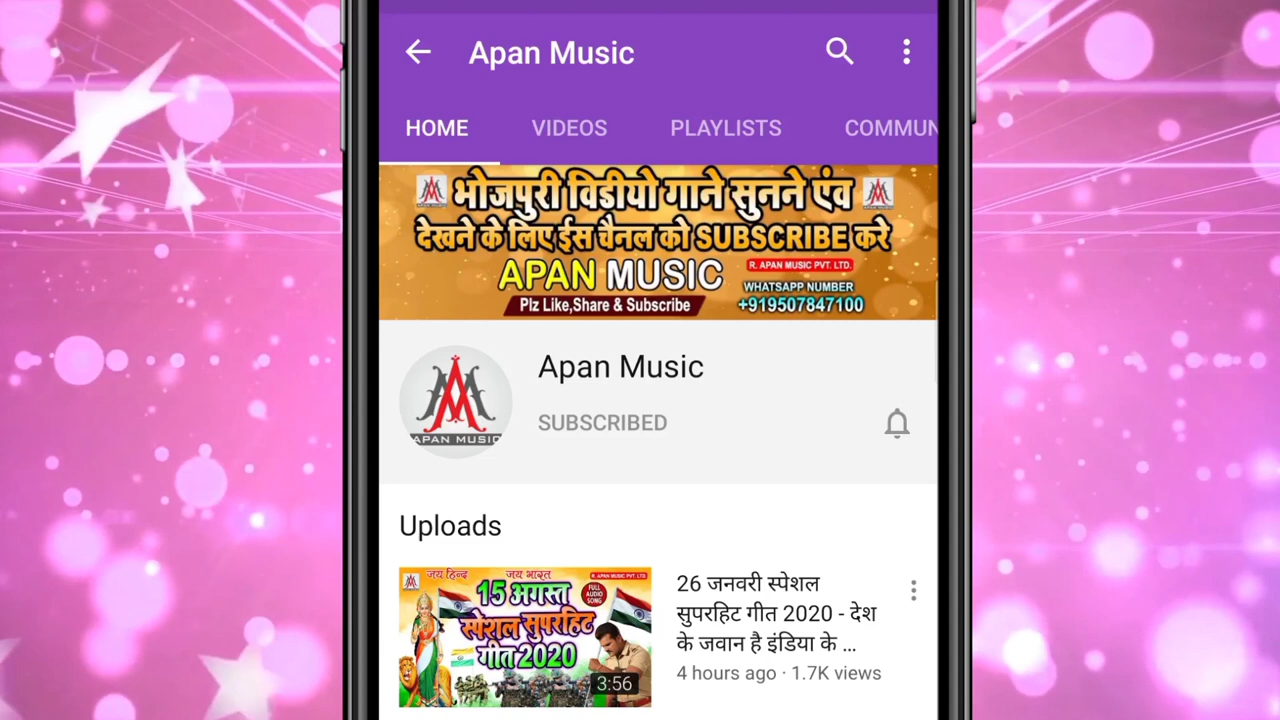 Apan Music
HOME VIDEOS PLAYLISTS COMMUN
भोजपुरी विडीयो गाने सुनने एंव
देखने के लिए ईस चैनल को SUBSCRIBE करे
APAN MUSIC
R. APAN MUSIC PVT. LTD.
WHATSAPP NUMBER
Plz Like,Share & Subscribe
+919507847100
Apan Music
SUBSCRIBED
APAN MUSIC
Uploads
जय हिन्द जय भारत
R. APAN MUSIC PVT. LTD
15 अगस्त
FULL
AUDIO
SONG
स्पेशल सुपरहिट
गीत 2020
3:56
26 जनवरी स्पेशल
सुपरहिट गीत 2020 - देश
के जवान है इंडिया के ...
4 hours ago · 1.7K views